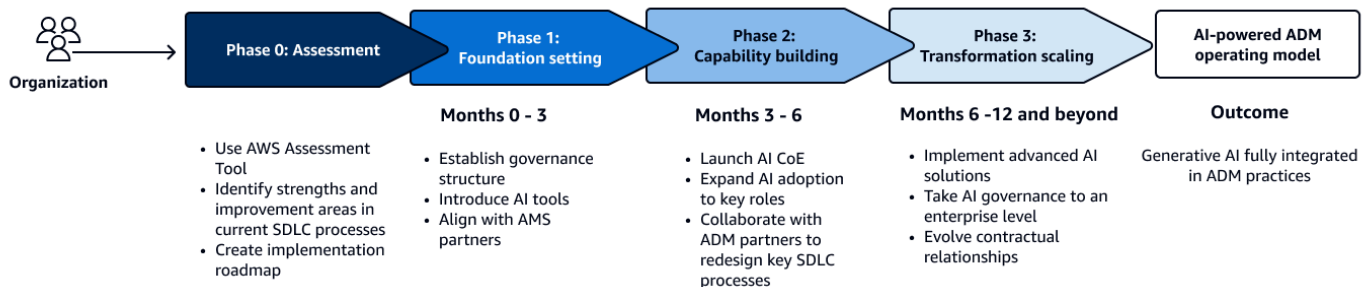 Organization
Phase 0: Assessment
Phase 1:
Foundation setting
Phase 2:
Capability building
Phase 3:
Transformation scaling
AI-powered ADM
operating model
Months 0 - 3
Months 3 - 6
Months 6 -12 and beyond
Outcome
• Use AWS Assessment
Tool
• Identify strengths and
improvement areas in
current SDLC processes
• Create implementation
roadmap
• Establish governance
structure
• Introduce AI tools
• Align with AMS
partners
• Launch AI CoE
• Expand AI adoption
to key roles
• Collaborate with
ADM partners to
redesign key SDLC
processes
• Implement advanced AI
solutions
• Take AI governance to an
enterprise level
• Evolve contractual
relationships
Generative AI fully integrated
in ADM practices